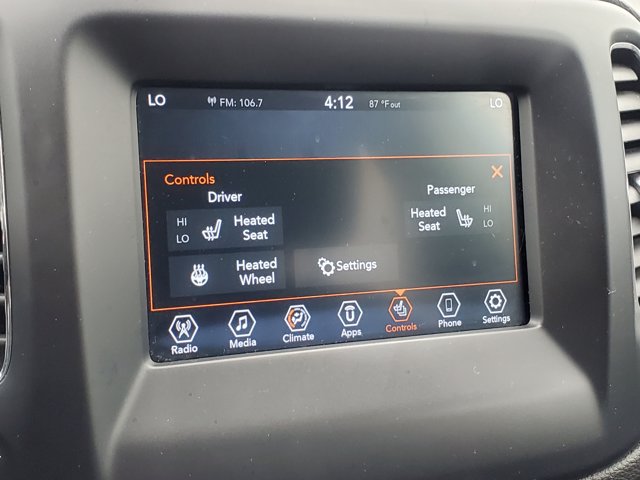 LO FM: 106.7 4:12 87 °F out LO
Controls
Driver
Passenger
HI
LO
Heated
Seat
Heated
Seat
HI
LO
Heated
Wheel
Settings
Radio Media Climate Apps Controls Phone Settings